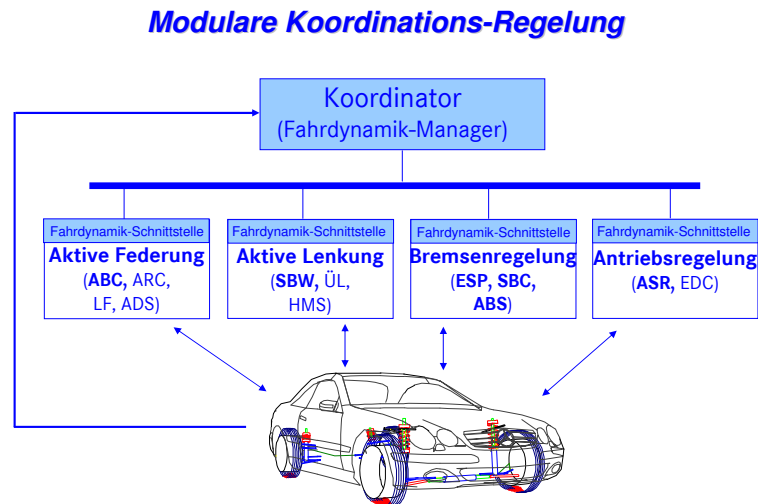 Modulare Koordinations-Regelung
Koordinator
(Fahrdynamik-Manager)
Fahrdynamik-Schnittstelle
Aktive Federung
(ABC, ARC,
LF, ADS)
Fahrdynamik-Schnittstelle
Aktive Lenkung
(SBW, ÜL,
HMS)
Fahrdynamik-Schnittstelle
Bremsenregelung
(ESP, SBC,
ABS)
Fahrdynamik-Schnittstelle
Antriebsregelung
(ASR, EDC)